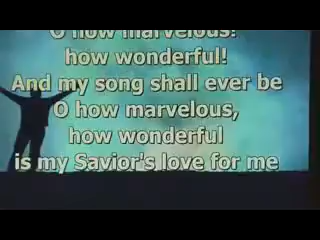 O how marvelous!
how wonderful!
And my song shall ever be
O how marvelous,
how wonderful
is my Savior's love for me